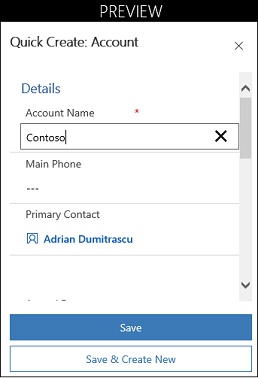 PREVIEW
Quick Create: Account
Details
Account Name *
Contoso
Main Phone
---
Primary Contact
Adrian Dumitrascu
Save
Save & Create New